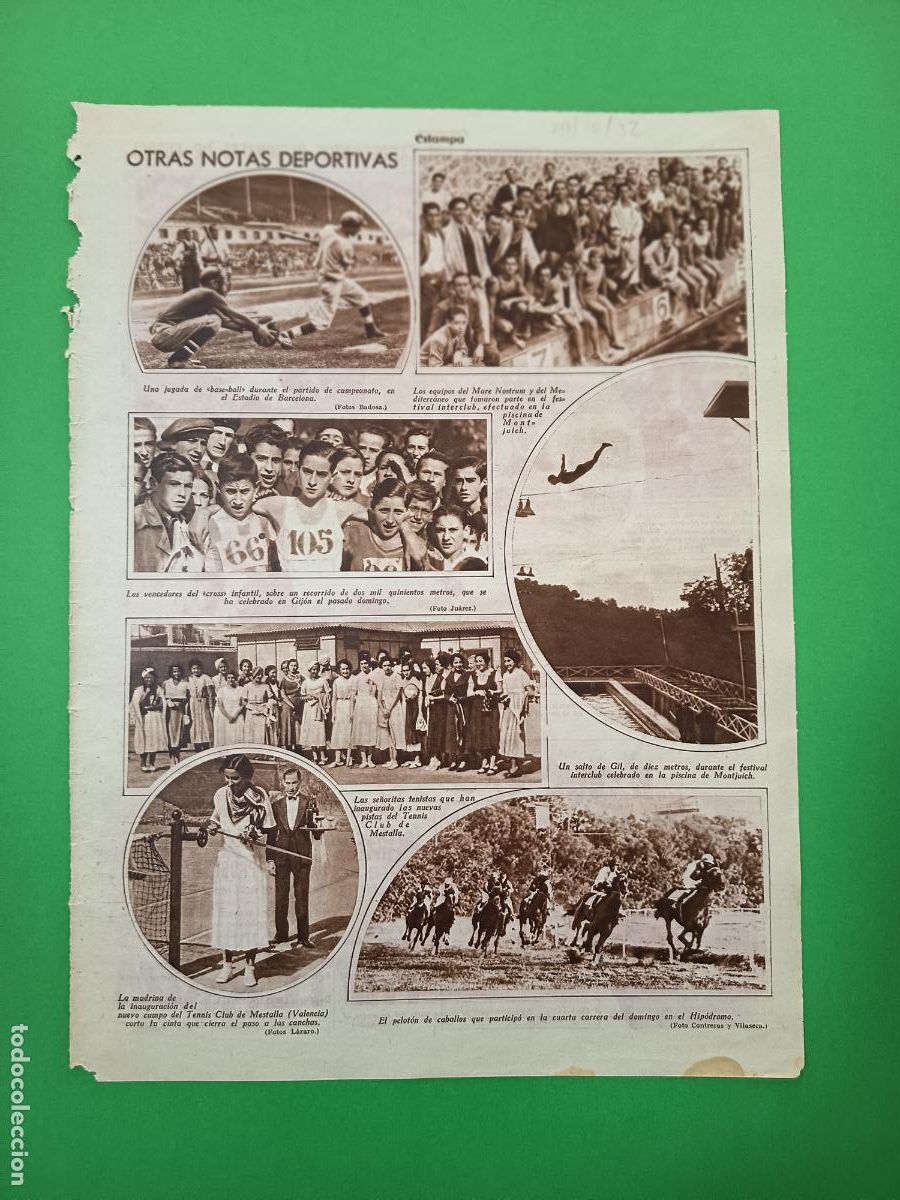 Estampa
OTRAS NOTAS DEPORTIVAS
Una jugada de «base-ball» durante el partido de campeonato, en
el Estadio de Barcelona.
(Fotos Badosa.)
Los equipos del Mare Nostrum y del Me-
diterráneo que tomaron parte en el fes-
tival interclub, efectuado en la
piscina de
Mont-
juich.
7
6
5
66
105
Los vencedores del «cross» infantil, sobre un recorrido de dos mil quinientos metros, que se
ha celebrado en Gijón el pasado domingo.
(Foto Juárez.)
Un salto de Gil, de diez metros, durante el festival
interclub celebrado en la piscina de Montjuich.
Las señoritas tenistas que han
inaugurado las nuevas
pistas del Tennis
Club de
Mestalla.
La madrina de
la inauguración del
nuevo campo del Tennis Club de Mestalla (Valencia)
corta la cinta que cierra el paso a las canchas.
(Fotos Lázaro.)
El pelotón de caballos que participó en la cuarta carrera del domingo en el Hipódromo.
(Foto Contreras y Vilaseca.)
todocoleccion